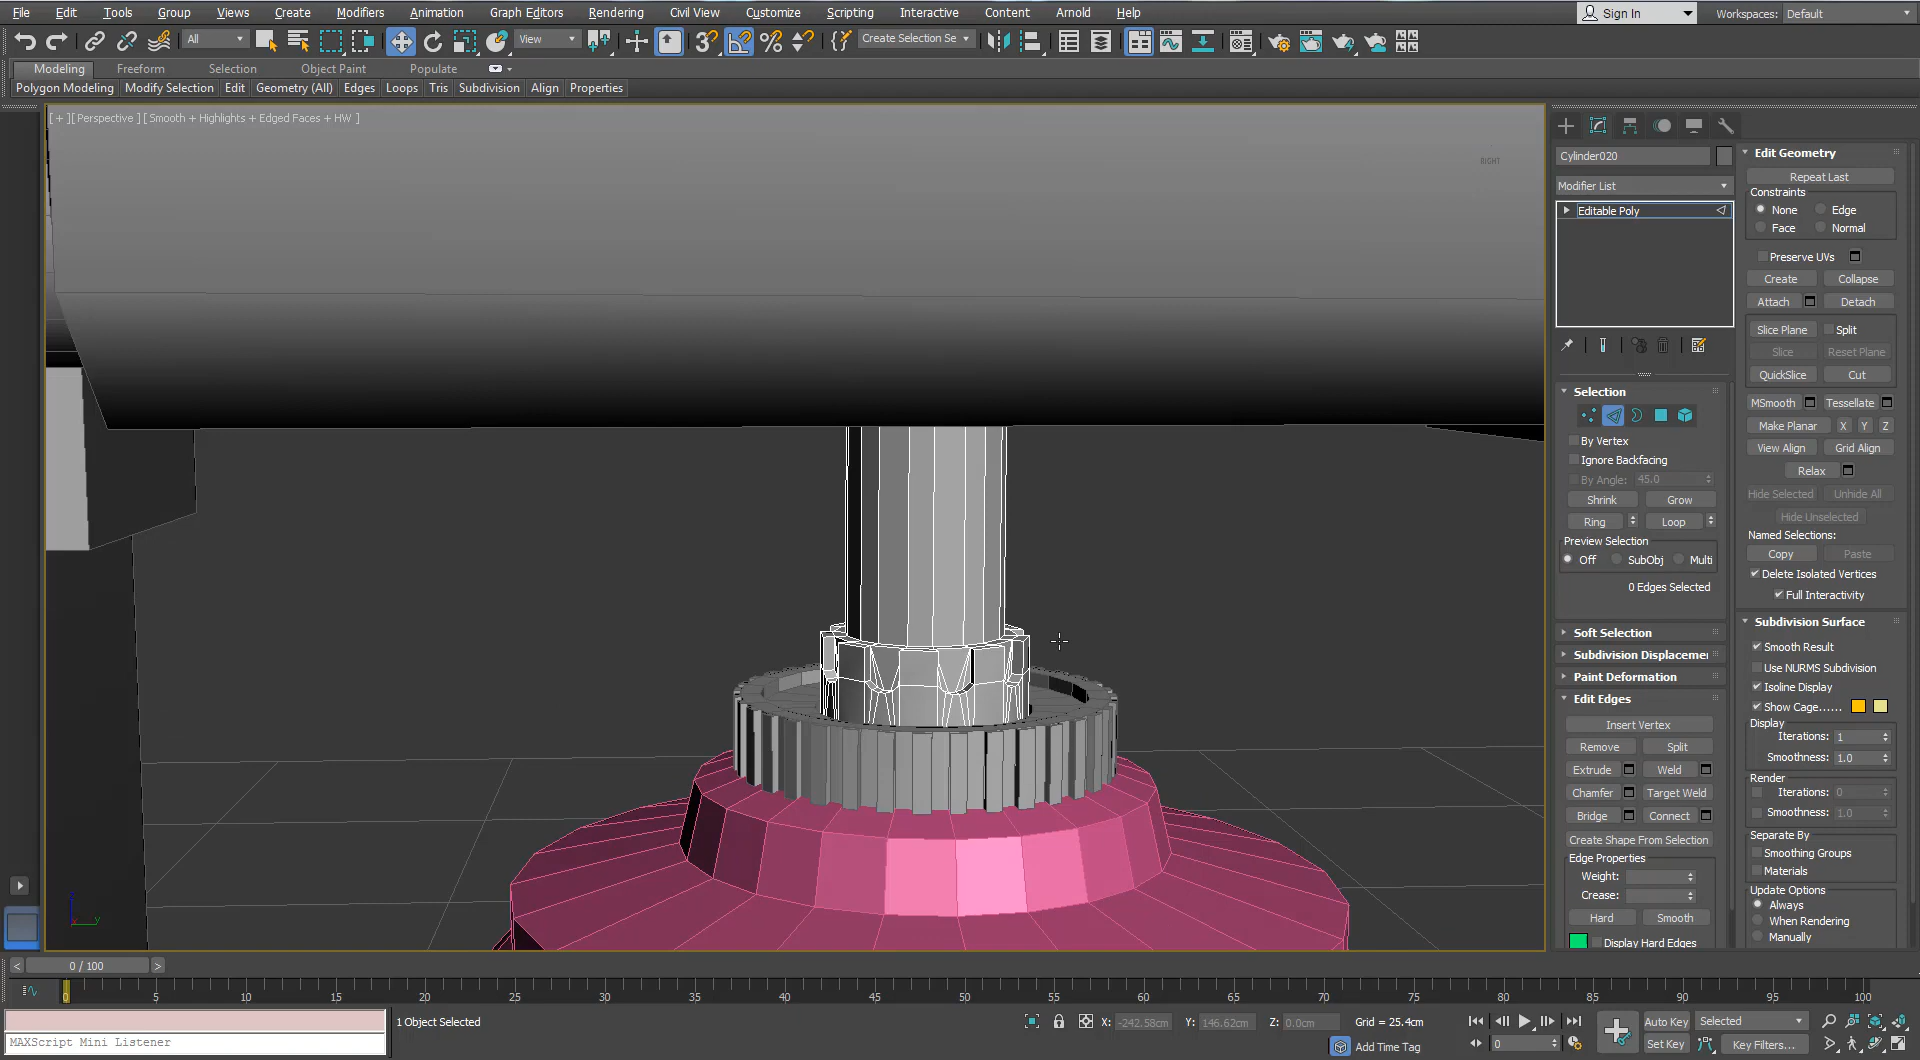 File Edit Tools Group Views Create Modifiers Animation Graph Editors Rendering Civil View Customize Scripting Interactive Content Arnold Help Sign In Workspaces: Default
All View Create Selection Se
Modeling Freeform Selection Object Paint Populate
Polygon Modeling Modify Selection Edit Geometry (All) Edges Loops Tris Subdivision Align Properties
[ + ][ Perspective ] [ Smooth + Highlights + Edged Faces + HW ]
RIGHT
Cylinder020
Modifier List
Editable Poly
Selection
By Vertex
Ignore Backfacing
By Angle: 45.0
Shrink Grow
Ring Loop
Preview Selection
Off SubObj Multi
0 Edges Selected
Soft Selection
Subdivision Displacemer
Paint Deformation
Edit Edges
Insert Vertex
Remove Split
Extrude Weld
Chamfer Target Weld
Bridge Connect
Create Shape From Selection
Edge Properties
Weight:
Crease:
Hard Smooth
Display Hard Edges
Edit Geometry
Repeat Last
Constraints
None Edge
Face Normal
Preserve UVs
Create Collapse
Attach Detach
Slice Plane Split
Slice Reset Plane
QuickSlice Cut
MSmooth Tessellate
Make Planar X Y Z
View Align Grid Align
Relax
Hide Selected Unhide All
Hide Unselected
Named Selections:
Copy Paste
Delete Isolated Vertices
Full Interactivity
Subdivision Surface
Smooth Result
Use NURMS Subdivision
Isoline Display
Show Cage......
Display
Iterations: 1
Smoothness: 1.0
Render
Iterations: 0
Smoothness: 1.0
Separate By
Smoothing Groups
Materials
Update Options
Always
When Rendering
Manually
< 0 / 100 >
0 5 10 15 20 25 30 35 40 45 50 55 60 65 70 75 80 85 90 95 100
1 Object Selected X: -242.58cm Y: 146.62cm Z: 0.0cm Grid = 25.4cm Auto Key Selected
MAXScript Mini Listener Add Time Tag 0 Set Key Key Filters...